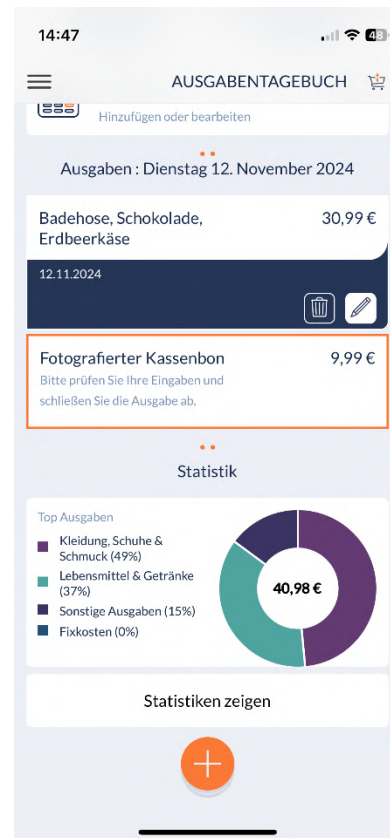 14:47
48
AUSGABENTAGEBUCH
Hinzufügen oder bearbeiten
Ausgaben : Dienstag 12. November 2024
Badehose, Schokolade, 30,99 €
Erdbeerkäse
12.11.2024
Fotografierter Kassenbon 9,99 €
Bitte prüfen Sie Ihre Eingaben und
schließen Sie die Ausgabe ab.
Statistik
Top Ausgaben
Kleidung, Schuhe &
Schmuck (49%)
Lebensmittel & Getränke
(37%)
Sonstige Ausgaben (15%)
Fixkosten (0%)
40,98 €
Statistiken zeigen